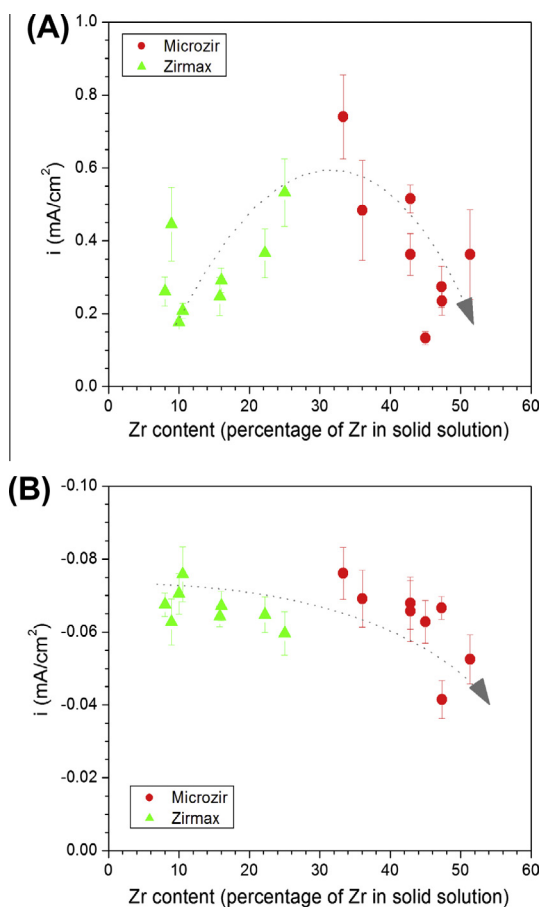 (A)
1.0
0.8
0.6
0.4
0.2
0.0
i (mA/cm²)
Microzir
Zirmax
0 10 20 30 40 50 60
Zr content (percentage of Zr in solid solution)
(B)
-0.10
-0.08
-0.06
-0.04
-0.02
0.00
i (mA/cm²)
Microzir
Zirmax
0 10 20 30 40 50 60
Zr content (percentage of Zr in solid solution)